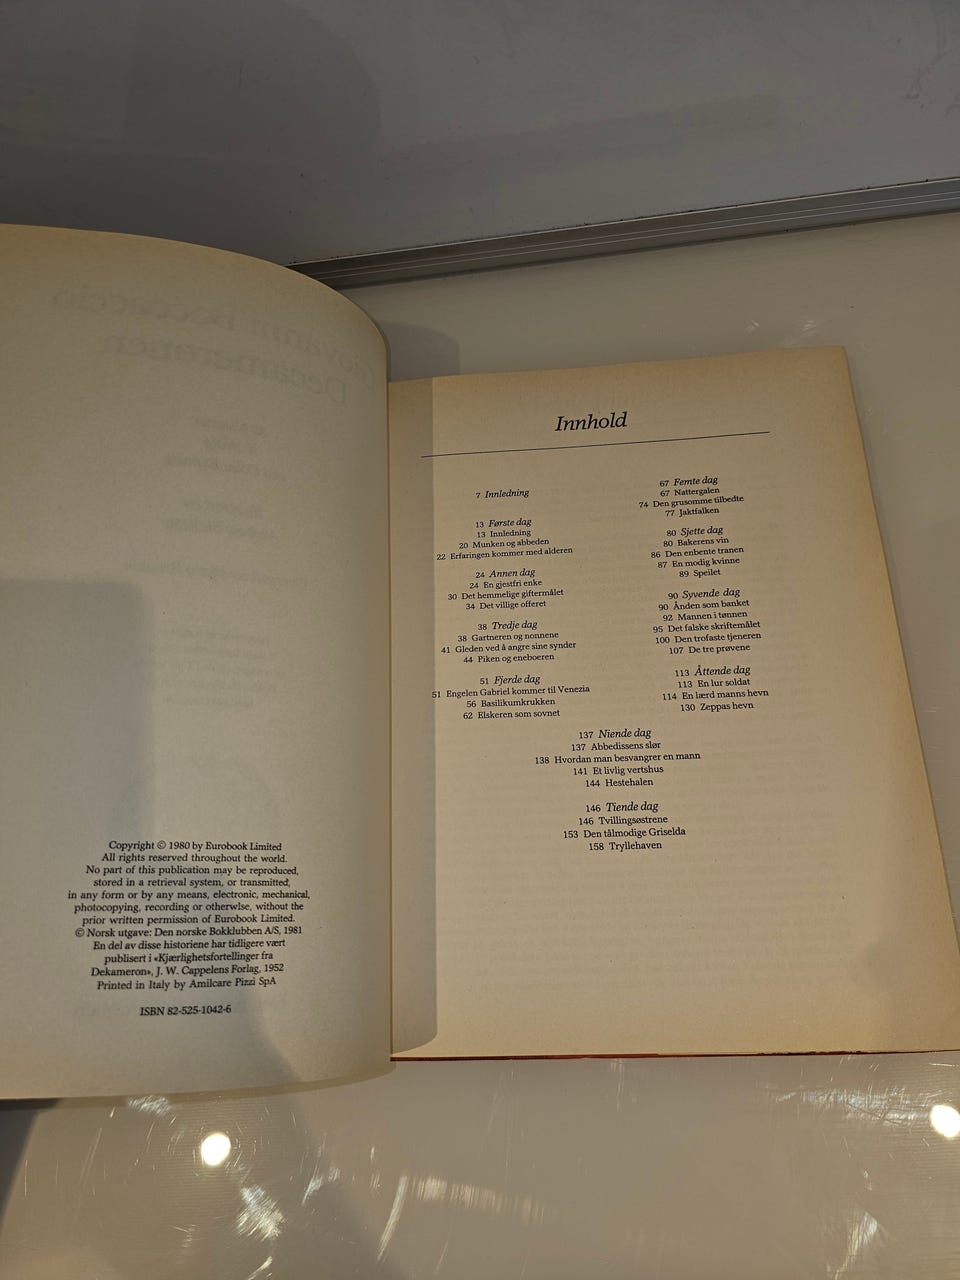 Copyright © 1980 by Eurobook Limited
All rights reserved throughout the world.
No part of this publication may be reproduced,
stored in a retrieval system, or transmitted,
in any form or by any means, electronic, mechanical,
photocopying, recording or otherwise, without the
prior written permission of Eurobook Limited.
© Norsk utgave: Den norske Bokklubben A/S, 1981
En del av disse historiene har tidligere vært
publisert i «Kjærlighetsfortellinger fra
Dekameron», J. W. Cappelens Forlag, 1952
Printed in Italy by Amilcare Pizzi SpA
ISBN 82-525-1042-6
Innhold
7 Innledning
13 Første dag
13 Innledning
20 Munken og abbeden
22 Erfaringen kommer med alderen
24 Annen dag
24 En gjestfri enke
30 Det hemmelige giftermålet
34 Det villige offeret
38 Tredje dag
38 Gartneren og nonnene
41 Gleden ved å angre sine synder
44 Piken og eneboeren
51 Fjerde dag
51 Engelen Gabriel kommer til Venezia
56 Basilikumkrukken
62 Elskeren som sovnet
67 Femte dag
67 Nattergalen
74 Den grusomme tilbedte
77 Jaktfalken
80 Sjette dag
80 Bakerens vin
86 Den enbente tranen
87 En modig kvinne
89 Speilet
90 Syvende dag
90 Ånden som banket
92 Mannen i tønnen
95 Det falske skriftemålet
100 Den trofaste tjeneren
107 De tre prøvene
113 Åttende dag
113 En lur soldat
114 En lærd manns hevn
130 Zeppas hevn
137 Niende dag
137 Abbedissens slør
138 Hvordan man besvangrer en mann
141 Et livlig vertshus
144 Hestehalen
146 Tiende dag
146 Tvillingsøstrene
153 Den tålmodige Griselda
158 Tryllehaven